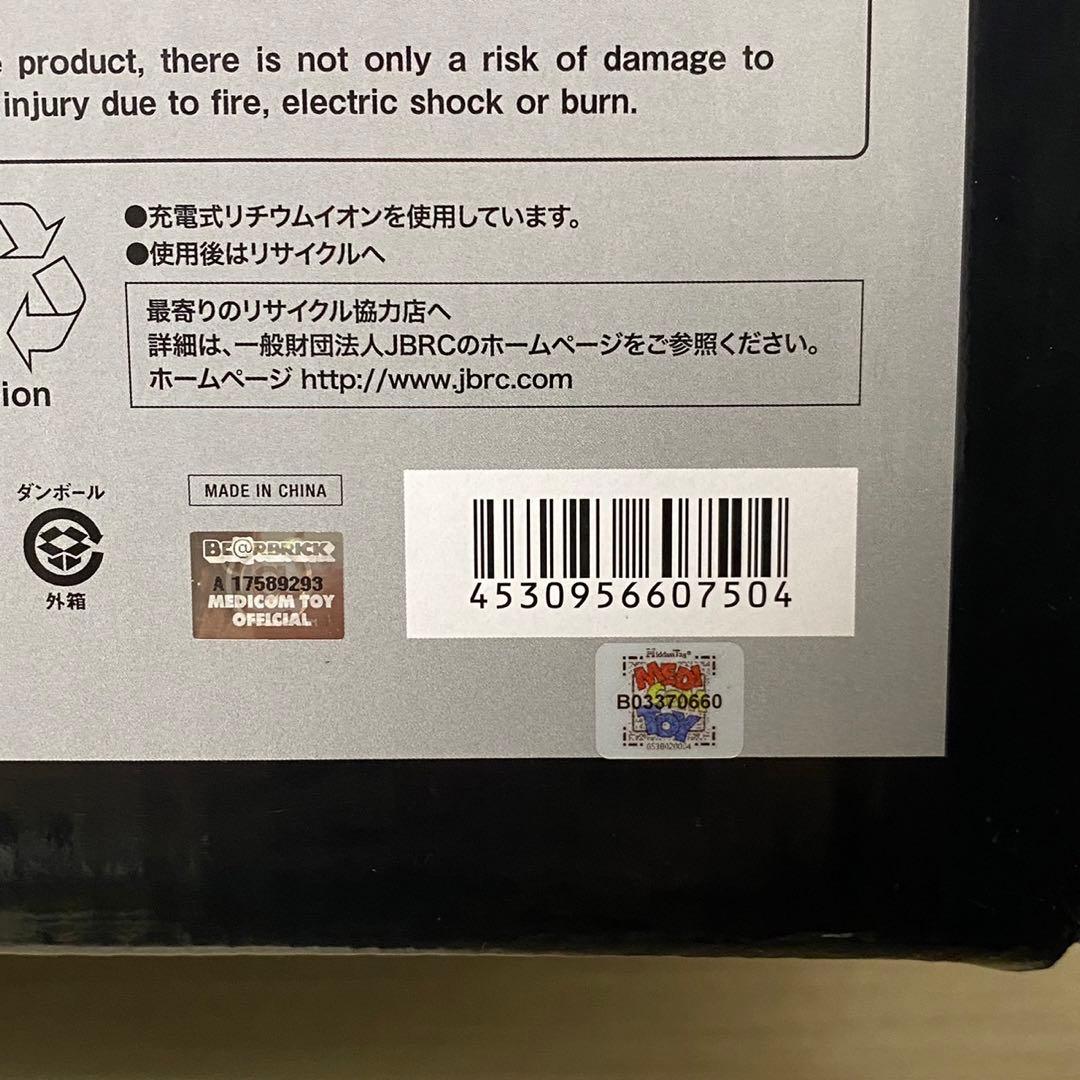 product, there is not only a risk of damage to
injury due to fire, electric shock or burn.
●充電式リチウムイオンを使用しています。
●使用後はリサイクルへ
最寄りのリサイクル協力店へ
詳細は、一般財団法人JBRCのホームページをご参照ください。
ホームページ http://www.jbrc.com
ion
ダンボール
外箱
MADE IN CHINA
BE@RBRICK
A 17589293
MEDICOM TOY
OFFICIAL
4530956607504
HiddenTag®
MEDI
B03370660
TOY